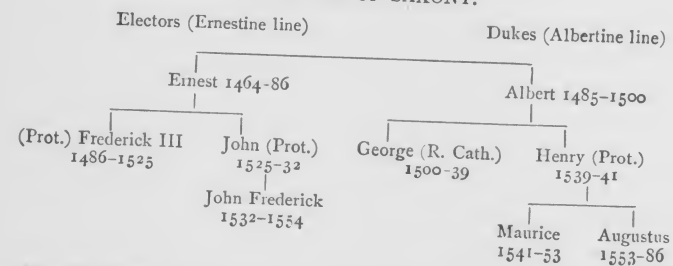 SAXONY.
Electors (Ernestine line) Dukes (Albertine line)
Ernest 1464-86 Albert 1485-1500
(Prot.) Frederick III John (Prot.) George (R. Cath.) Henry (Prot.)
1486-1525 1525-32 1500-39 1539-41
John Frederick
1532-1554
Maurice Augustus
1541-53 1553-86